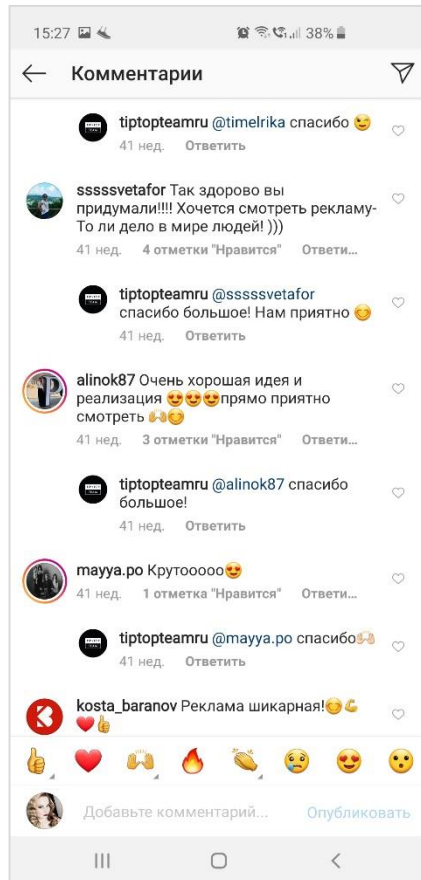 15:27 38%
Комментарии
tiptopteamru @timelrika спасибо 😉
41 нед. Ответить
sssssvetafor Так здорово вы
придумали!!!! Хочется смотреть рекламу-
То ли дело в мире людей! )))
41 нед. 4 отметки "Нравится" Ответи...
tiptopteamru @sssssvetafor
спасибо большое! Нам приятно 😊
41 нед. Ответить
alinok87 Очень хорошая идея и
реализация 😍😍😍прямо приятно
смотреть 🙌😊
41 нед. 3 отметки "Нравится" Ответи...
tiptopteamru @alinok87 спасибо
большое!
41 нед. Ответить
mayya.po Крутооооо😍
41 нед. 1 отметка "Нравится" Ответи...
tiptopteamru @mayya.po спасибо🙌
41 нед. Ответить
kosta_baranov Реклама шикарная!😊💪
❤️👍
Добавьте комментарий... Опубликовать